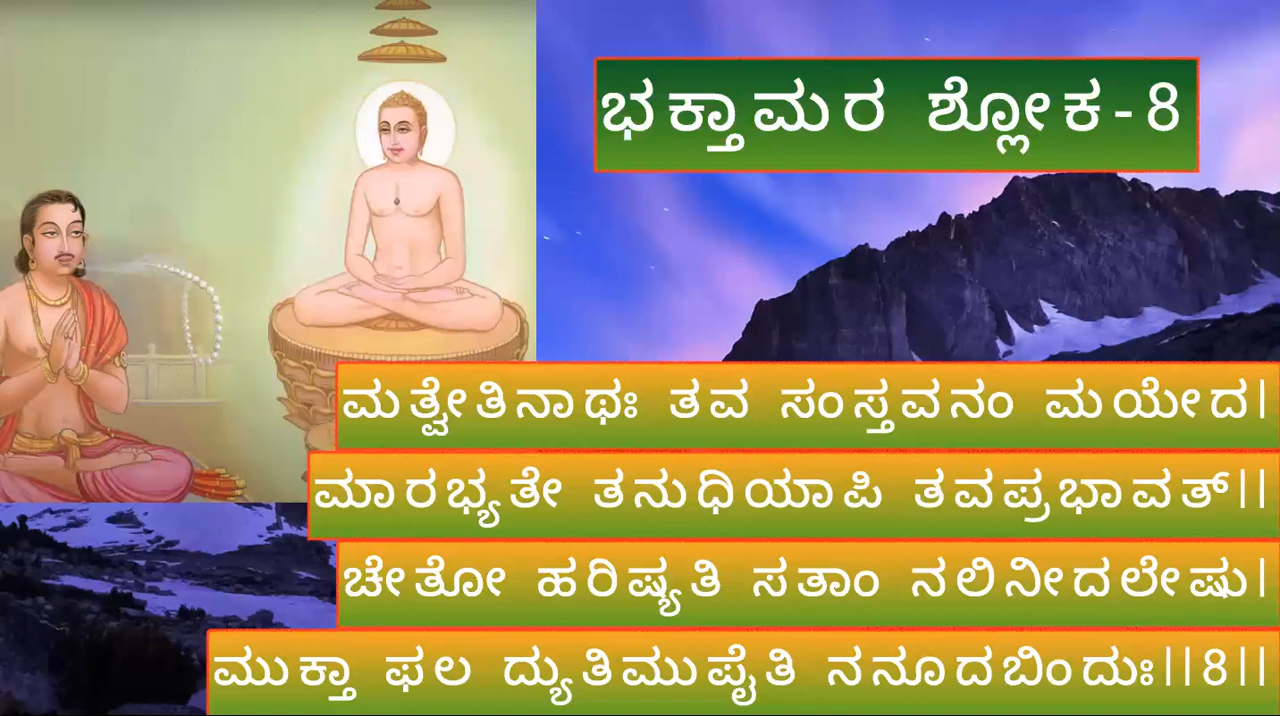 ಭಕ್ತಾಮರ ಶ್ಲೋಕ-8
ಮತ್ವೇತಿನಾಥಃ ತವ ಸಂಸ್ತವನಂ ಮಯೇದ|
ಮಾರಭ್ಯತೇ ತನುಧಿಯಾಪಿ ತವಪ್ರಭಾವತ್||
ಚೇತೋ ಹರಿಷ್ಯತಿ ಸತಾಂ ನಲಿನೀದಲೇಷು|
ಮುಕ್ತಾ ಫಲ ದ್ಯುತಿಮುಪೈತಿ ನನೂದಬಿಂದುಃ||8||